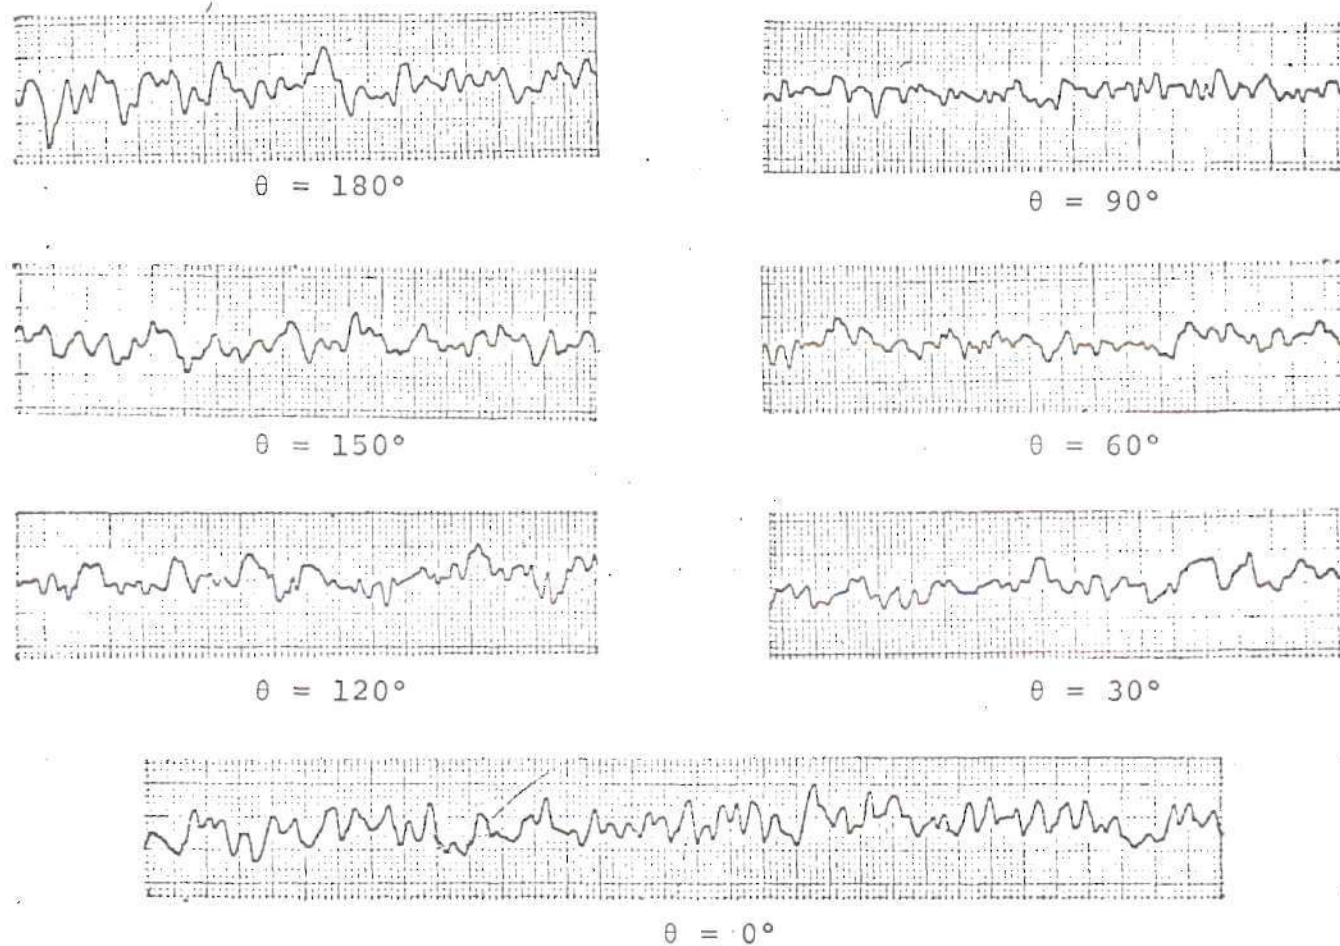 θ = 180°
θ = 90°
θ = 150°
θ = 60°
θ = 120°
θ = 30°
θ = 0°